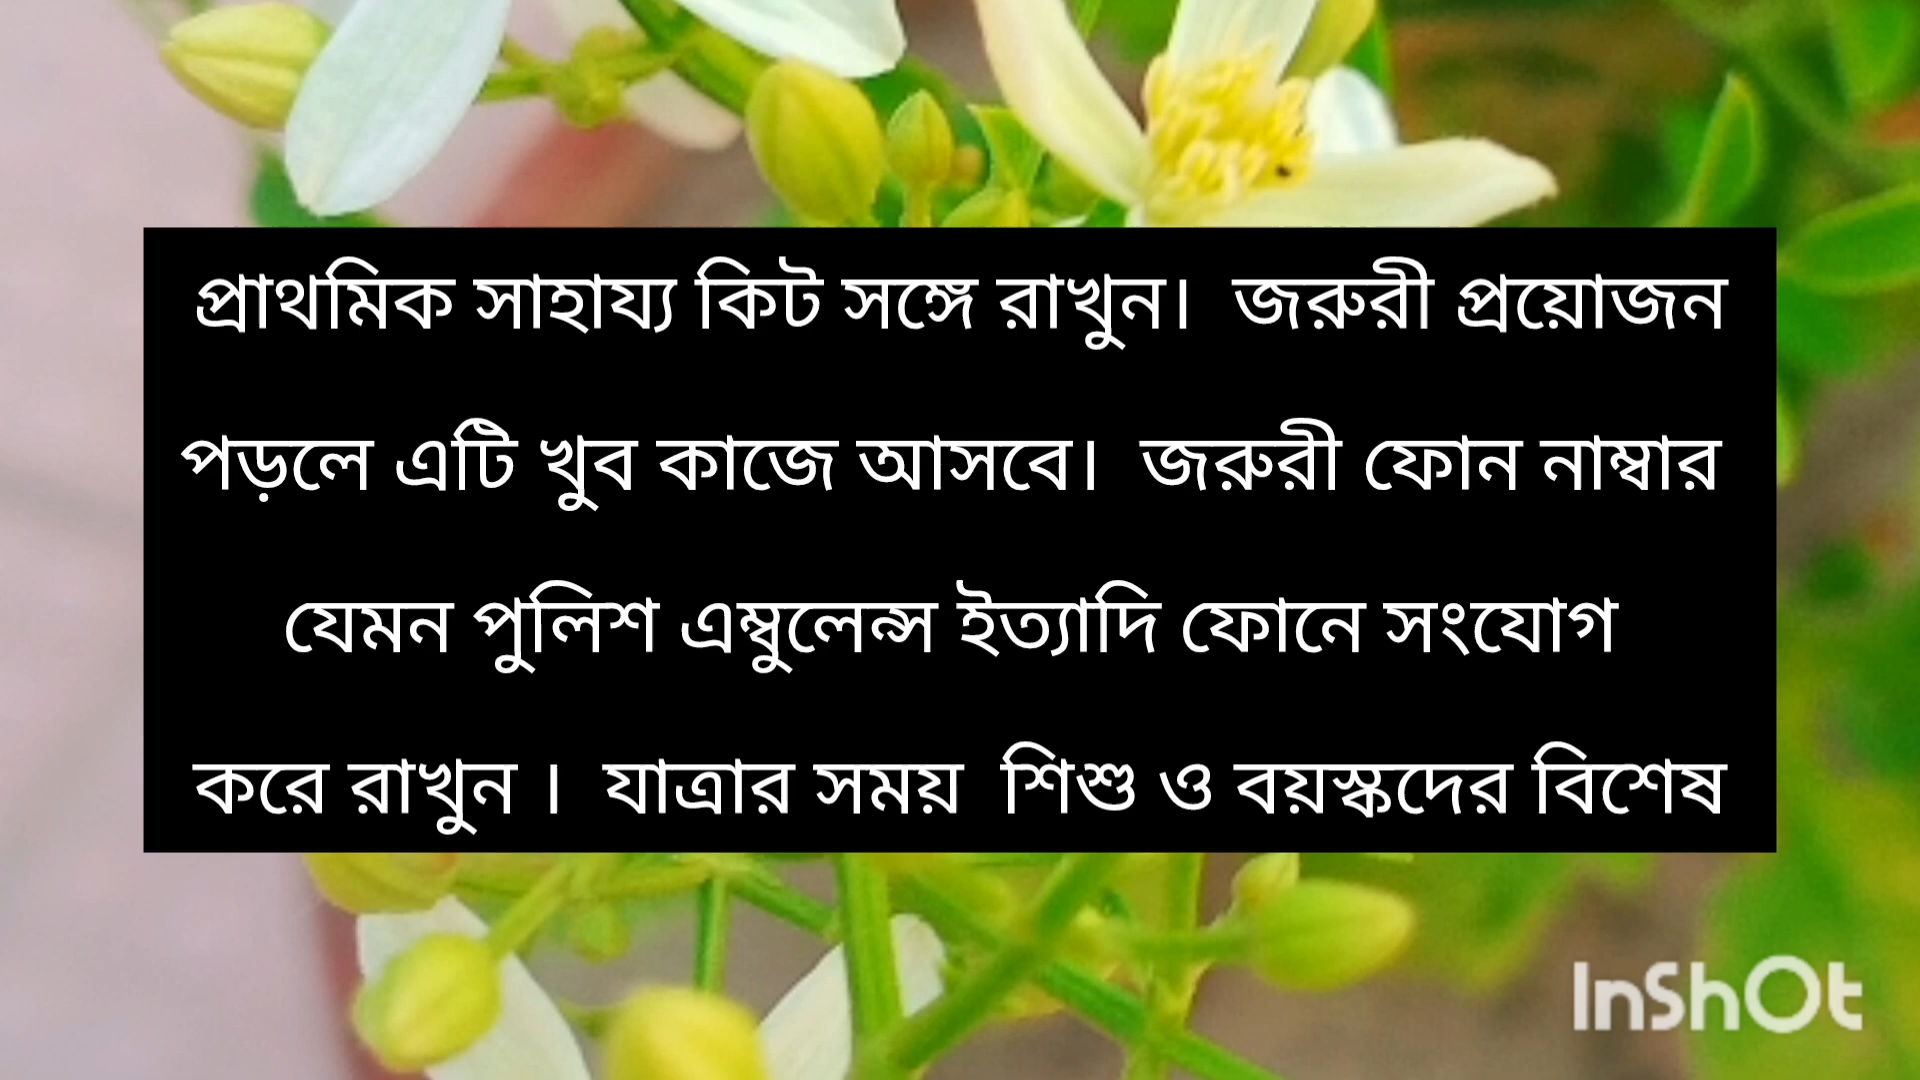 প্রাথমিক সাহায্য কিট সঙ্গে রাখুন। জরুরী প্রয়োজন
পড়লে এটি খুব কাজে আসবে। জরুরী ফোন নাম্বার
যেমন পুলিশ এম্বুলেন্স ইত্যাদি ফোনে সংযোগ
করে রাখুন । যাত্রার সময় শিশু ও বয়স্কদের বিশেষ
InShOt